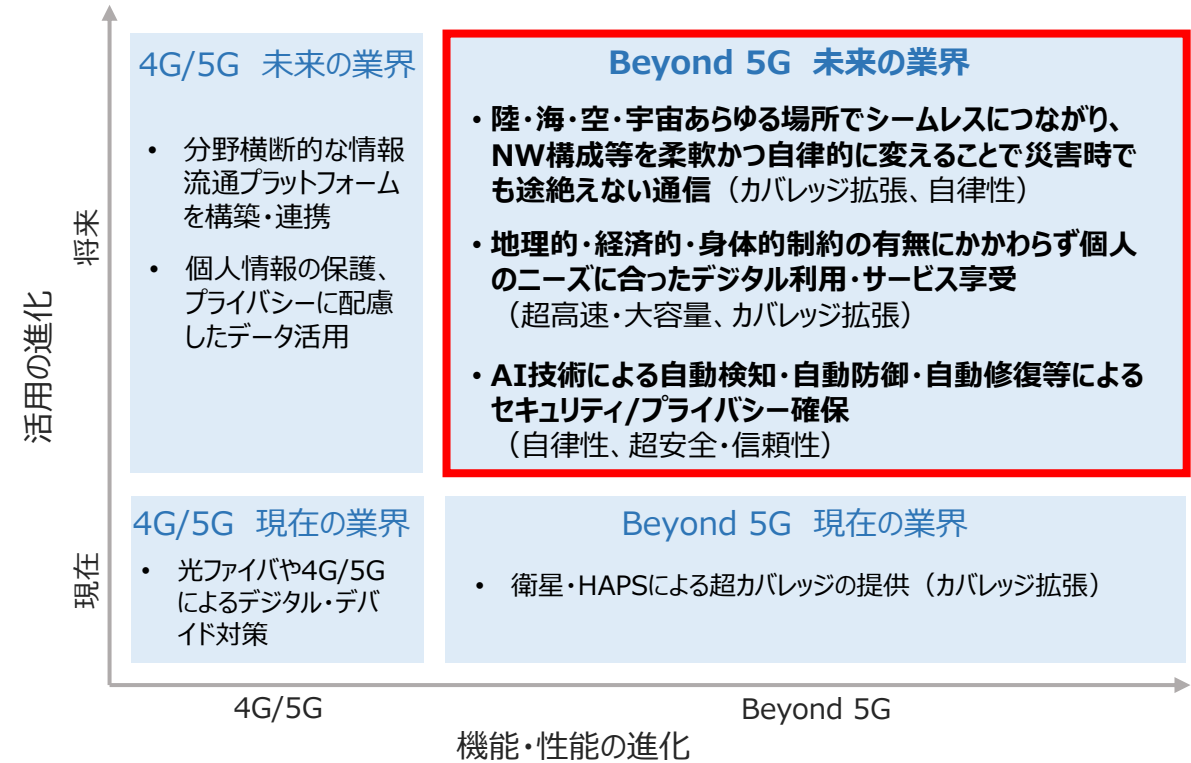 4G/5G 未来の業界
• 分野横断的な情報
流通プラットフォーム
を構築・連携
• 個人情報の保護、
プライバシーに配慮
したデータ活用
Beyond 5G 未来の業界
• 陸・海・空・宇宙あらゆる場所でシームレスにつながり、
NW構成等を柔軟かつ自律的に変えることで災害時で
も途絶えない通信（カバレッジ拡張、自律性）
• 地理的・経済的・身体的制約の有無にかかわらず個人
のニーズに合ったデジタル利用・サービス享受
（超高速・大容量、カバレッジ拡張）
• AI技術による自動検知・自動防御・自動修復等による
セキュリティ/プライバシー確保
（自律性、超安全・信頼性）
4G/5G 現在の業界
• 光ファイバや4G/5G
によるデジタル・デバ
イド対策
Beyond 5G 現在の業界
• 衛星・HAPSによる超カバレッジの提供（カバレッジ拡張）
活用の進化
将来
現在
4G/5G
Beyond 5G
機能・性能の進化